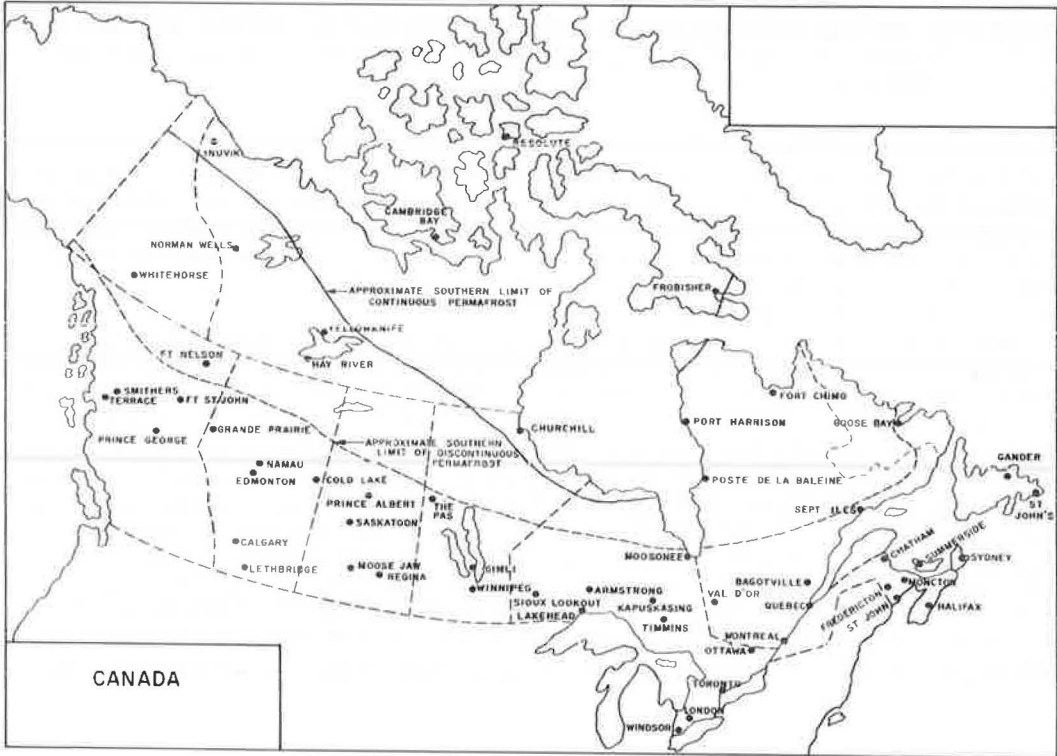 RESOLUTE
INUVIK
CAMBRIDGE
BAY
NORMAN WELLS
WHITEHORSE
APPROXIMATE SOUTHERN LIMIT OF
CONTINUOUS PERMAFROST
FROBISHER
YELLOWKNIFE
HAY RIVER
FT NELSON
SMITHERS
TERRACE
FT ST JOHN
FORT CHIMO
PRINCE GEORGE
GRANDE PRAIRIE
APPROXIMATE SOUTHERN
LIMIT OF DISCONTINUOUS
PERMAFROST
CHURCHILL
PORT HARRISON
GOOSE BAY
NAMAU
EDMONTON
COLD LAKE
PRINCE ALBERT
THE
PAS
POSTE DE LA BALEINE
GANDER
ST
JOHN'S
SASKATOON
SEPT ILES
CALGARY
LETHBRIDGE
MOOSE JAW
REGINA
GIMLI
WINNIPEG
MOOSONEE
CHATHAM
SUMMERSIDE
SYDNEY
SIOUX LOOKOUT
LAKEHEAD
ARMSTRONG
KAPUSKASING
TIMMINS
BAGOTVILLE
VAL D'OR
QUEBEC
FREDERICTON
ST JOHN
MONCTON
HALIFAX
MONTREAL
OTTAWA
CANADA
TORONTO
LONDON
WINDSOR